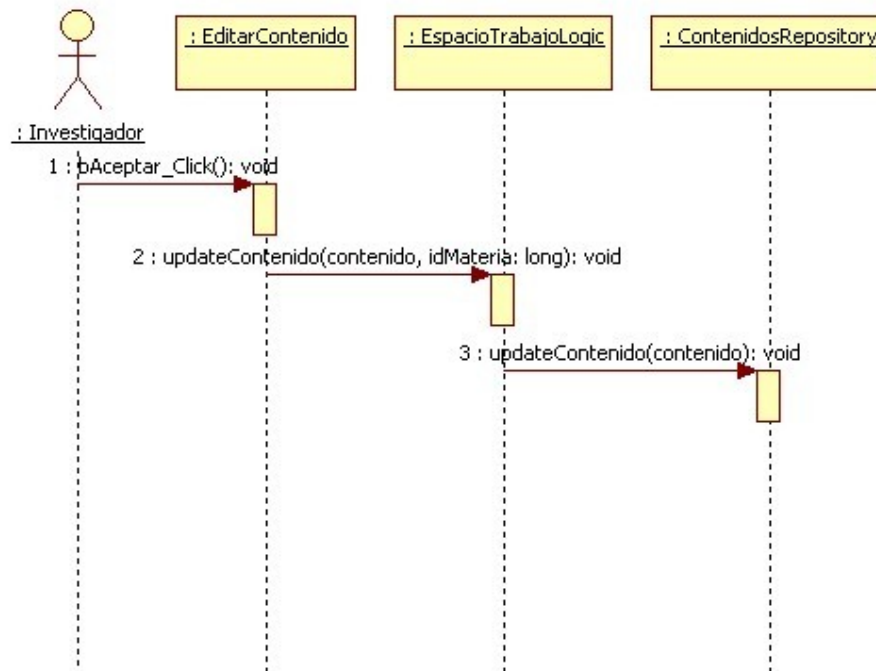 : EditarContenido
: EspacioTrabajoLogic
: ContenidosRepository
: Investigador
1 : bAceptar_Click(): void
2 : updateContenido(contenido, idMateria: long): void
3 : updateContenido(contenido): void